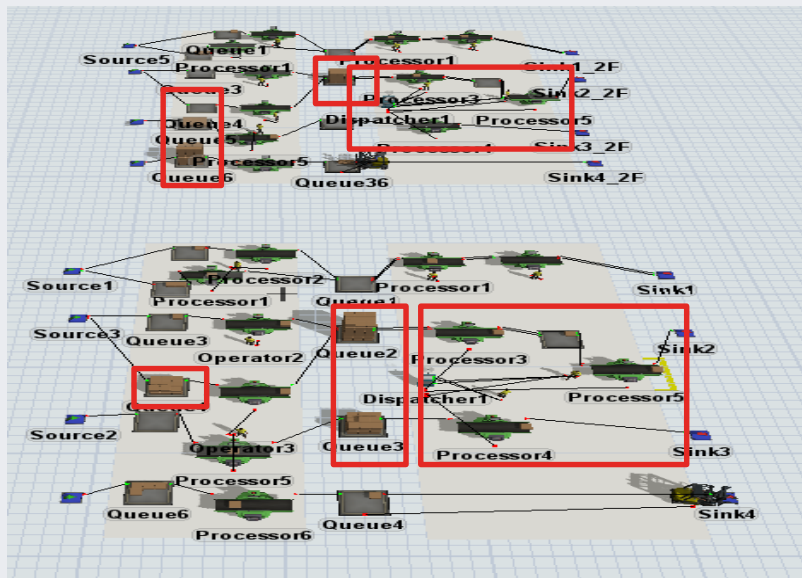 Queue1
Source5
Processor1
Processor1
Sink1_2F
Queue3
Processor3
Sink2_2F
Queue4
Dispatcher1
Processor5
Queue5
Sink3_2F
Processor5
Queue6
Queue36
Sink4_2F
Source1
Processor2
Processor1
Processor1
Queue1
Sink1
Source3
Queue3
Operator2
Queue2
Processor3
Sink2
Dispatcher1
Processor5
Source2
Operator3
Queue3
Processor4
Sink3
Processor5
Queue6
Processor6
Queue4
Sink4